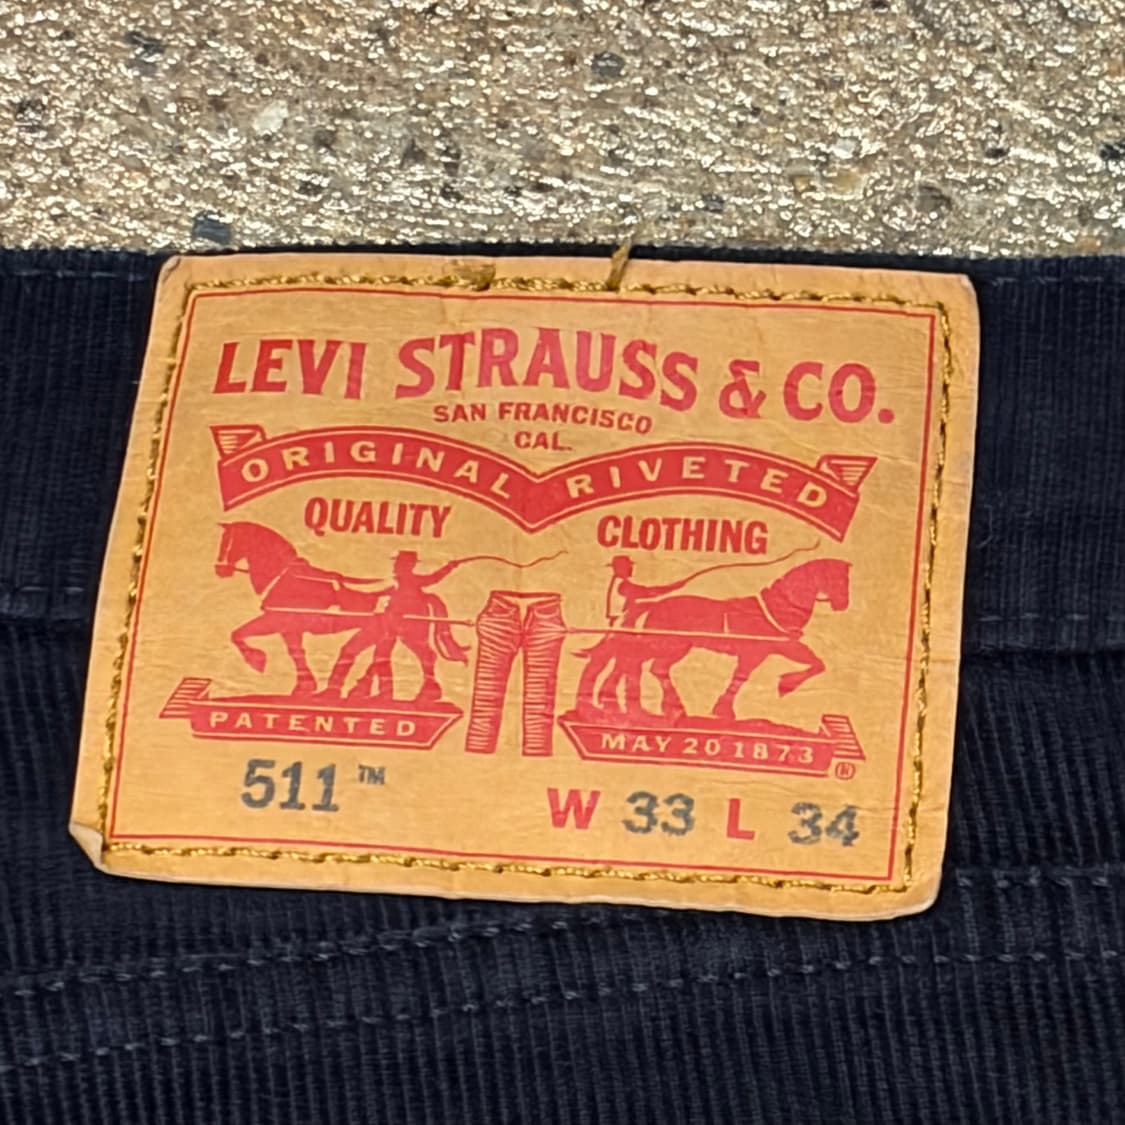 LEVI STRAUSS & CO.
SAN FRANCISCO
CAL.
ORIGINAL RIVETED
QUALITY CLOTHING
PATENTED MAY 20 1873 ®
511™ W 33 L 34